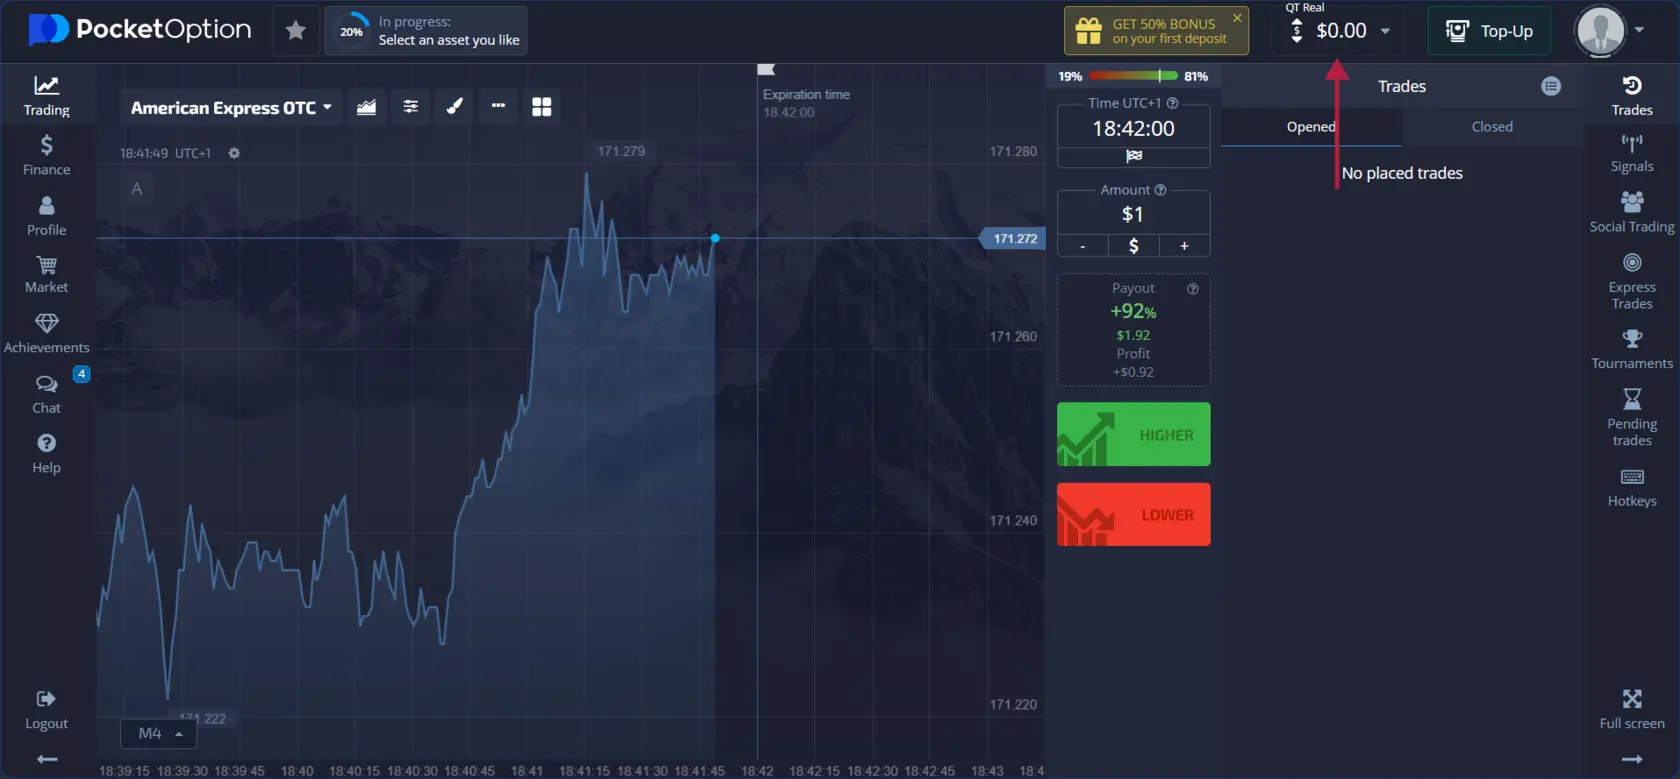 PocketOption
20%
In progress:
Select an asset you like
GET 50% BONUS
on your first deposit
QT Real
$0.00
Top-Up
Trading
Finance
Profile
Market
Achievements
4
Chat
Help
Logout
American Express OTC
18:41:49 UTC+1
A
171.279
Expiration time
18:42:00
171.280
171.272
171.260
171.240
171.220
171.222
M4
18:39:15 18:39:30 18:39:45 18:40 18:40:15 18:40:30 18:40:45 18:41 18:41:15 18:41:30 18:41:45 18:42 18:42:15 18:42:30 18:42:45 18:43 18:4
19% 81%
Time UTC+1
18:42:00
Amount
$1
- $ +
Payout
+92%
$1.92
Profit
+$0.92
HIGHER
LOWER
Trades
Opened
Closed
No placed trades
Trades
Signals
Social Trading
Express
Trades
Tournaments
Pending
trades
Hotkeys
Full screen